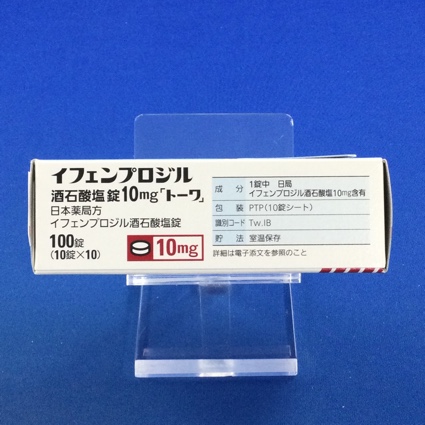 イフェンプロジル
酒石酸塩錠10mg「トーワ」
日本薬局方
イフェンプロジル酒石酸塩錠
100錠
(10錠×10)
10mg
成分 1錠中 日局
イフェンプロジル酒石酸塩10mg含有
包装 PTP(10錠シート)
識別コード Tw.IB
貯法 室温保存
詳細は電子添文を参照のこと